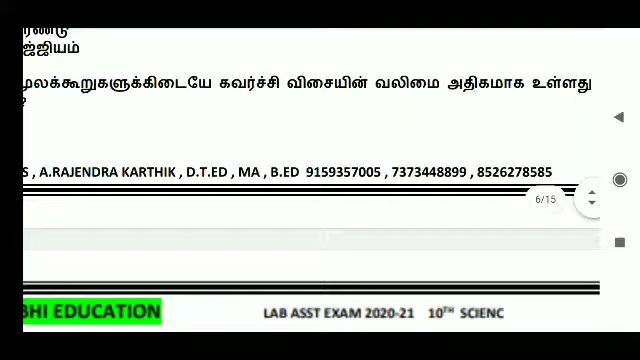 ஜ்ஜியம்
மூலக்கூறுகளுக்கிடையே கவர்ச்சி விசையின் வலிமை அதிகமாக உள்ளது
?
S , A.RAJENDRA KARTHIK , D.T.ED , MA , B.ED 9159357005 , 7373448899 , 8526278585
6/15
BHI EDUCATION LAB ASST EXAM 2020-21 10TH SCIENC